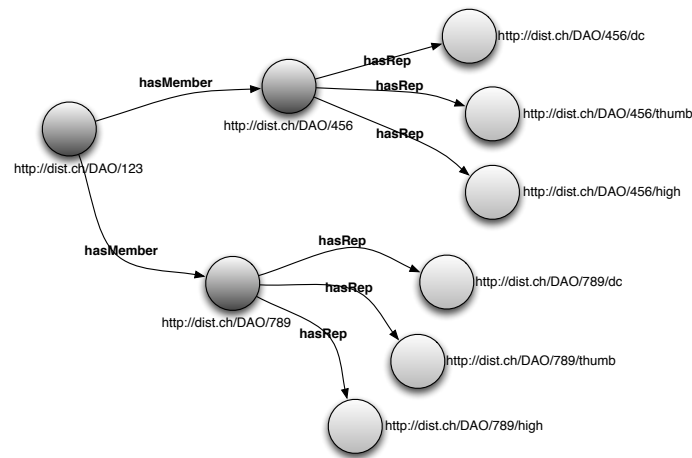 http://dist.ch/DAO/456/dc
hasRep
hasMember
hasRep
http://dist.ch/DAO/456/thumb
http://dist.ch/DAO/456
hasRep
http://dist.ch/DAO/123
http://dist.ch/DAO/456/high
hasMember
hasRep
http://dist.ch/DAO/789/dc
hasRep
http://dist.ch/DAO/789
hasRep
http://dist.ch/DAO/789/thumb
http://dist.ch/DAO/789/high